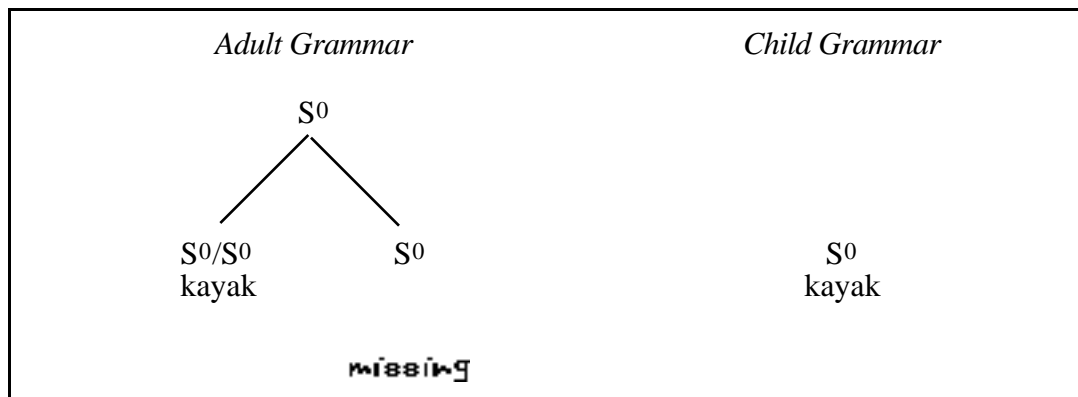 Adult Grammar Child Grammar
S0
S0/S0 S0 S0
kayak kayak
missing